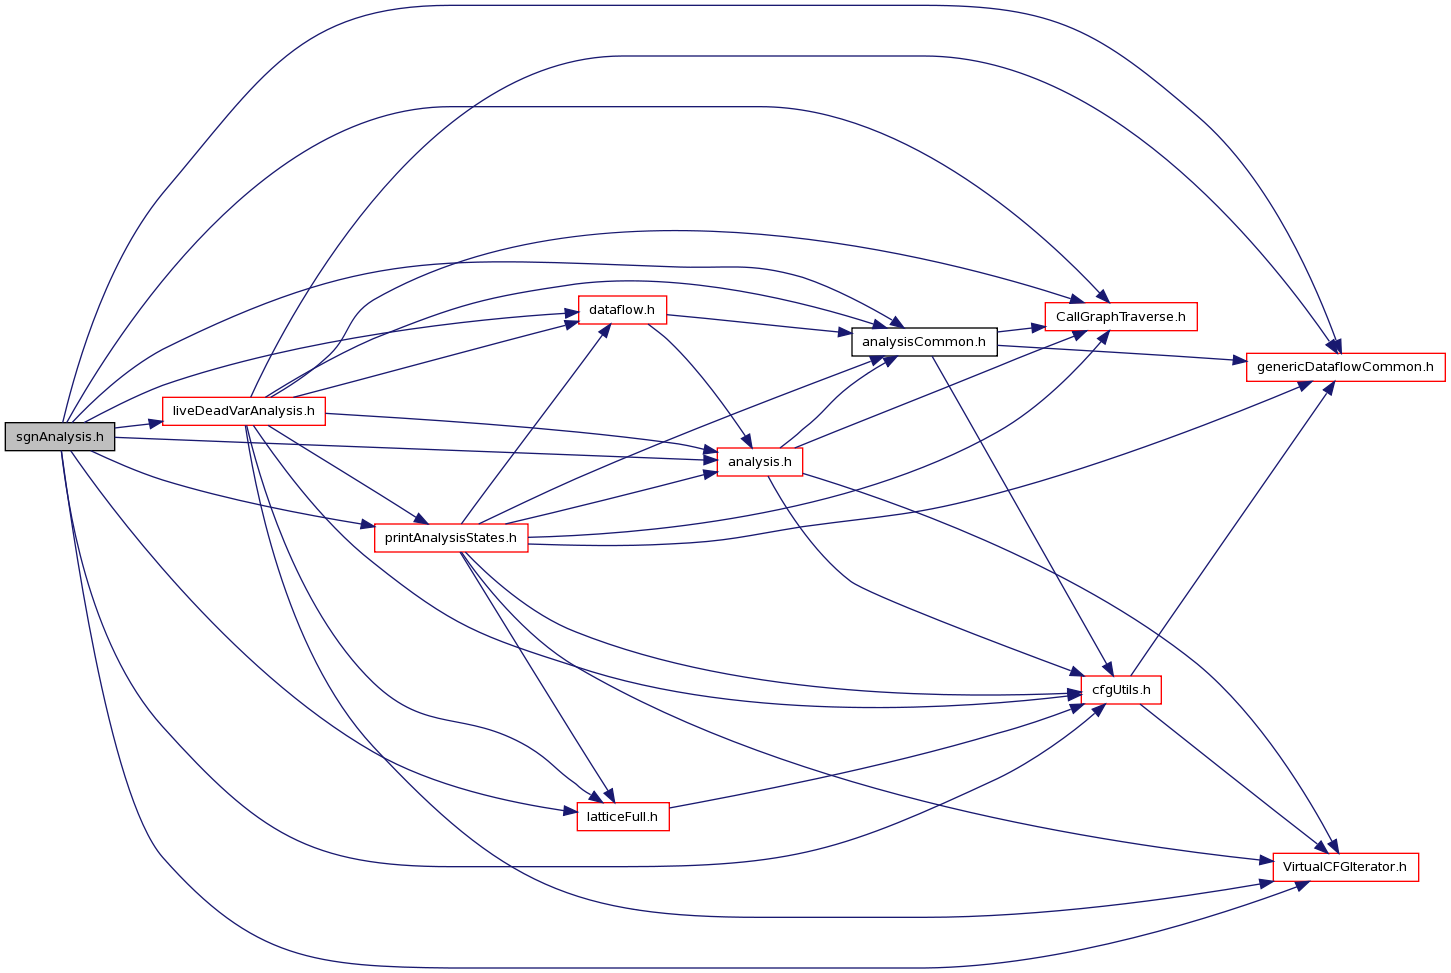 dataflow.h
CallGraphTraverse.h
analysisCommon.h
genericDataflowCommon.h
liveDeadVarAnalysis.h
sgnAnalysis.h
analysis.h
printAnalysisStates.h
cfgUtils.h
latticeFull.h
VirtualCFGIterator.h